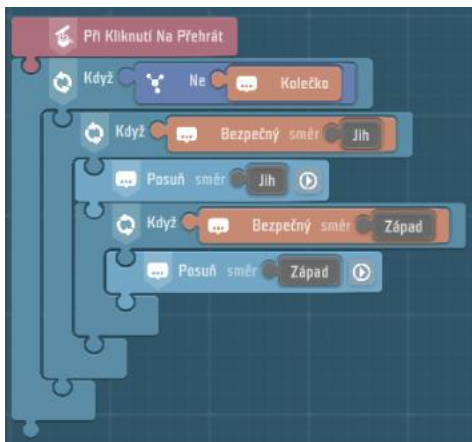 Při Kliknutí Na Přehrát
Když Ne Kolečko
Když Bezpečný směr Jih
Posuň směr Jih
Když Bezpečný směr Západ
Posuň směr Západ